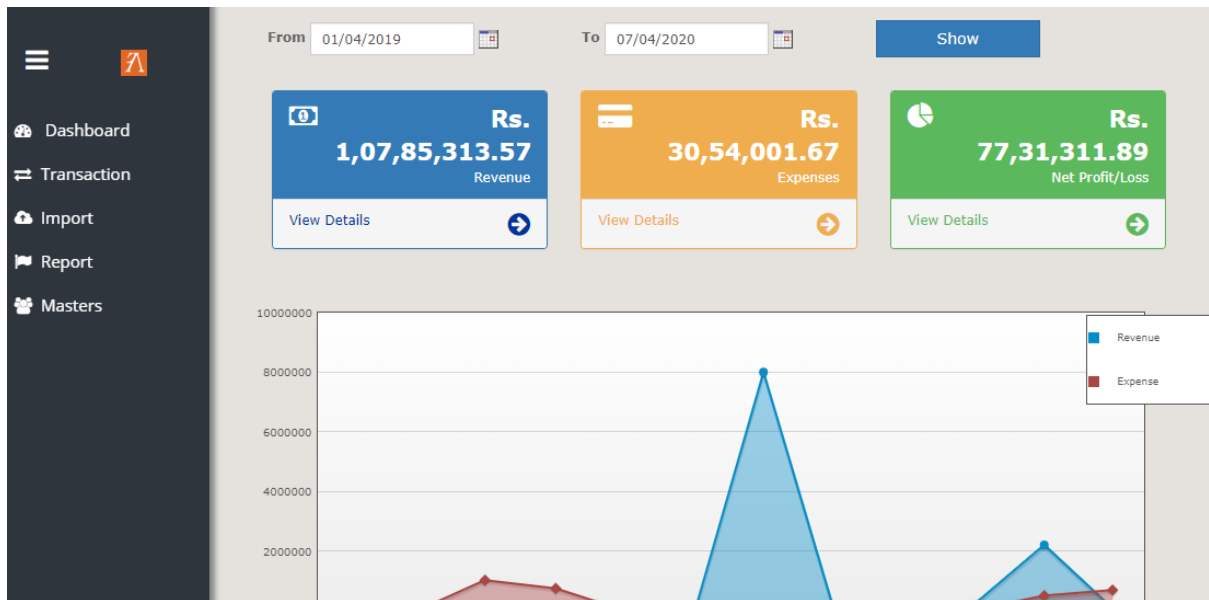 From 01/04/2019 To 07/04/2020 Show
Dashboard
Transaction
Import
Report
Masters
Rs.
1,07,85,313.57
Revenue
View Details
Rs.
30,54,001.67
Expenses
View Details
Rs.
77,31,311.89
Net Profit/Loss
View Details
10000000
8000000
6000000
4000000
2000000
Revenue
Expense